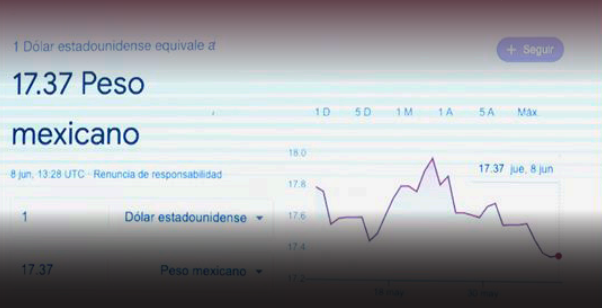 1 Dólar estadounidense equivale a
+ Seguir
17.37 Peso
mexicano
8 jun, 13:28 UTC · Renuncia de responsabilidad
1 D 5 D 1 M 1 A 5 A Máx.
18.0
17.8
17.6
17.4
17.2
17.37 jue, 8 jun
1 Dólar estadounidense
17.37 Peso mexicano